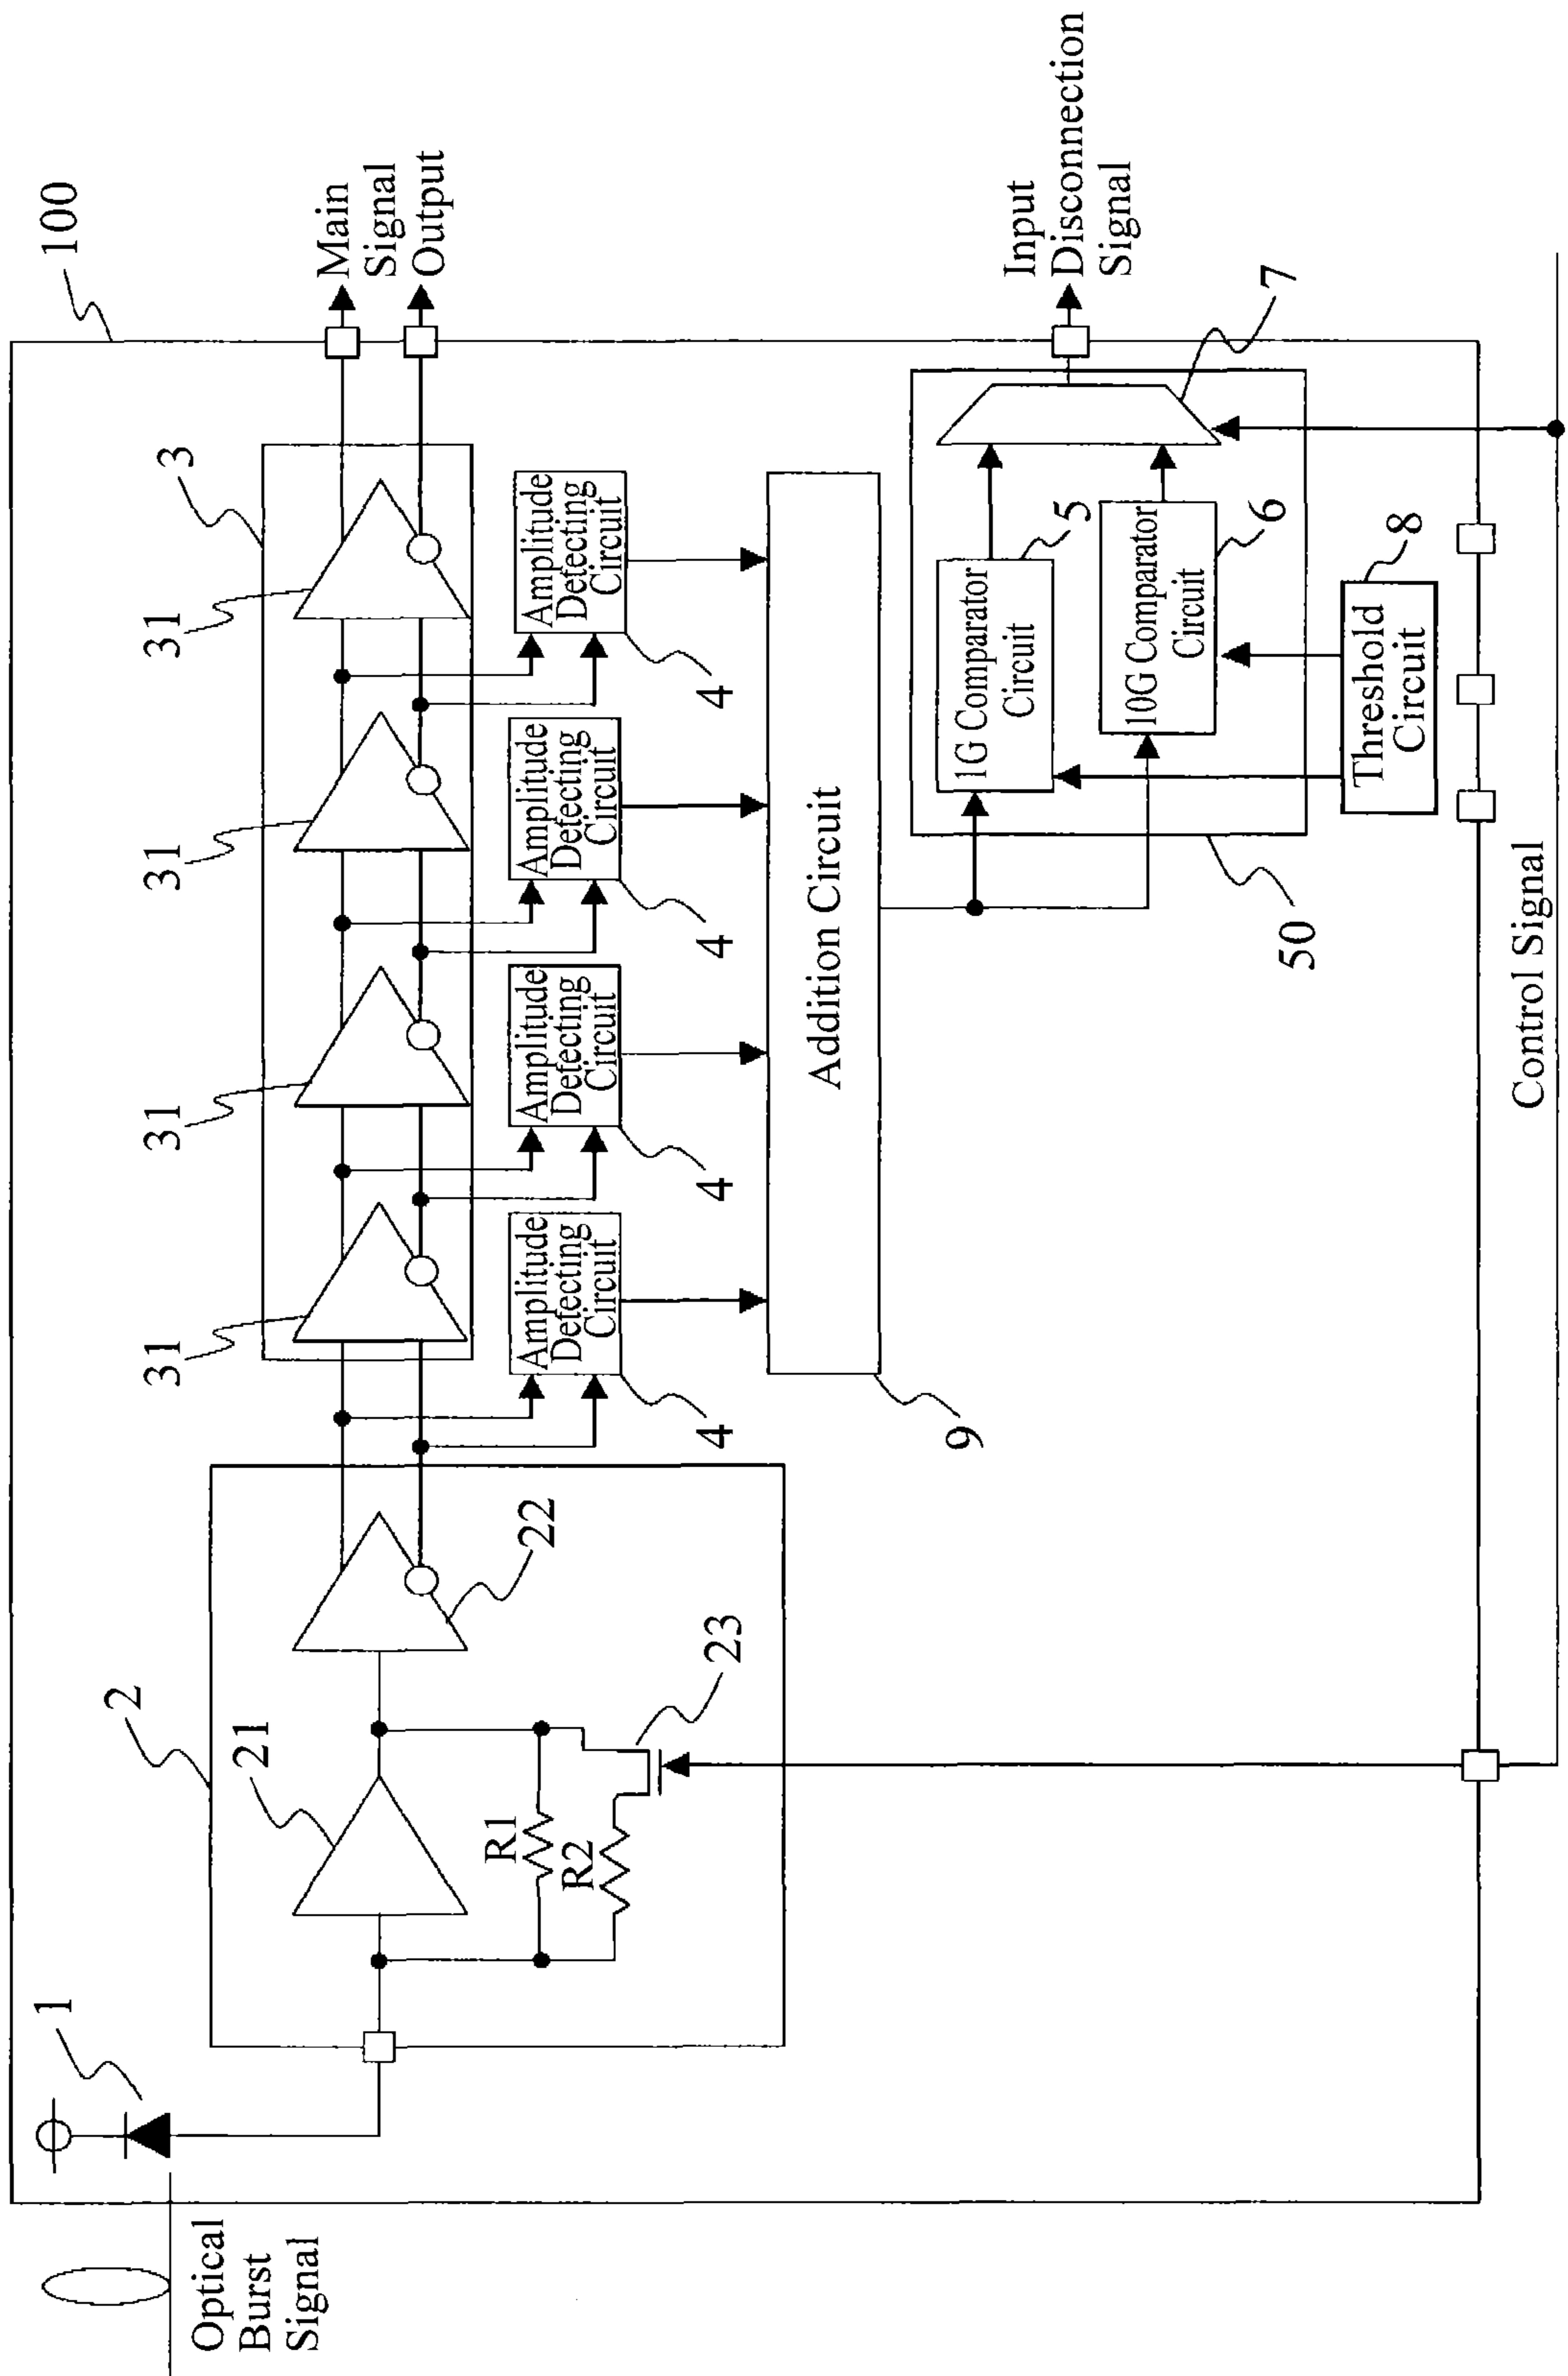 100
Main
Signal
Output
3
31
31
31
31
2
21
22
1
Optical
Burst
Signal
R1
R2
23
Amplitude
Detecting
Circuit
4
Amplitude
Detecting
Circuit
4
Amplitude
Detecting
Circuit
4
Amplitude
Detecting
Circuit
4
Addition Circuit
9
Input
Disconnection
Signal
7
1G Comparator
Circuit
5
10G Comparator
Circuit
6
Threshold
Circuit
8
50
Control Signal